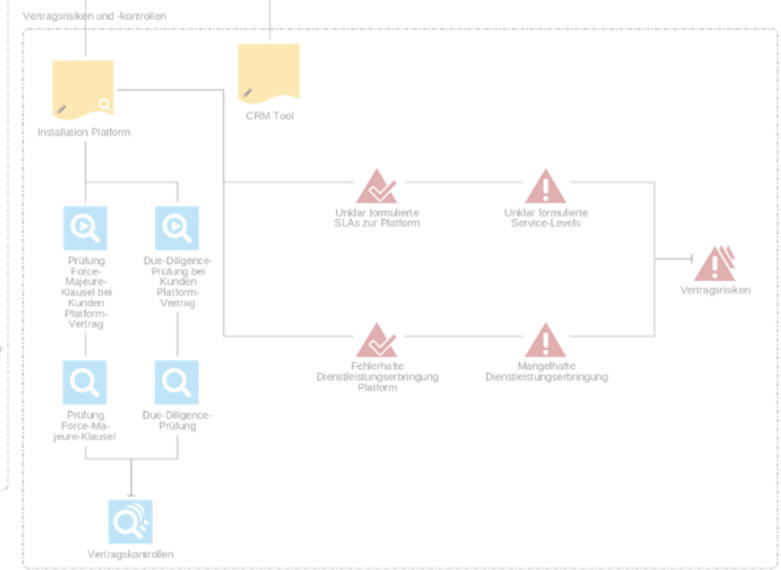 Vertragsrisiken und -kontrollen
Installation Platform
CRM Tool
Unklar formulierte
SLAs zur Platform
Unklar formulierte
Service-Levels
Vertragsrisiken
Prüfung
Force-
Majeure-
Klausel bei
Kunden
Platform-
Vertrag
Due-Diligence-
Prüfung bei
Kunden
Platform-
Vertrag
Fehlerhafte
Dienstleistungserbringung
Platform
Mangelhafte
Dienstleistungserbringung
Prüfung
Force-Ma-
jeure-Klausel
Due-Diligence-
Prüfung
Vertragskontrollen